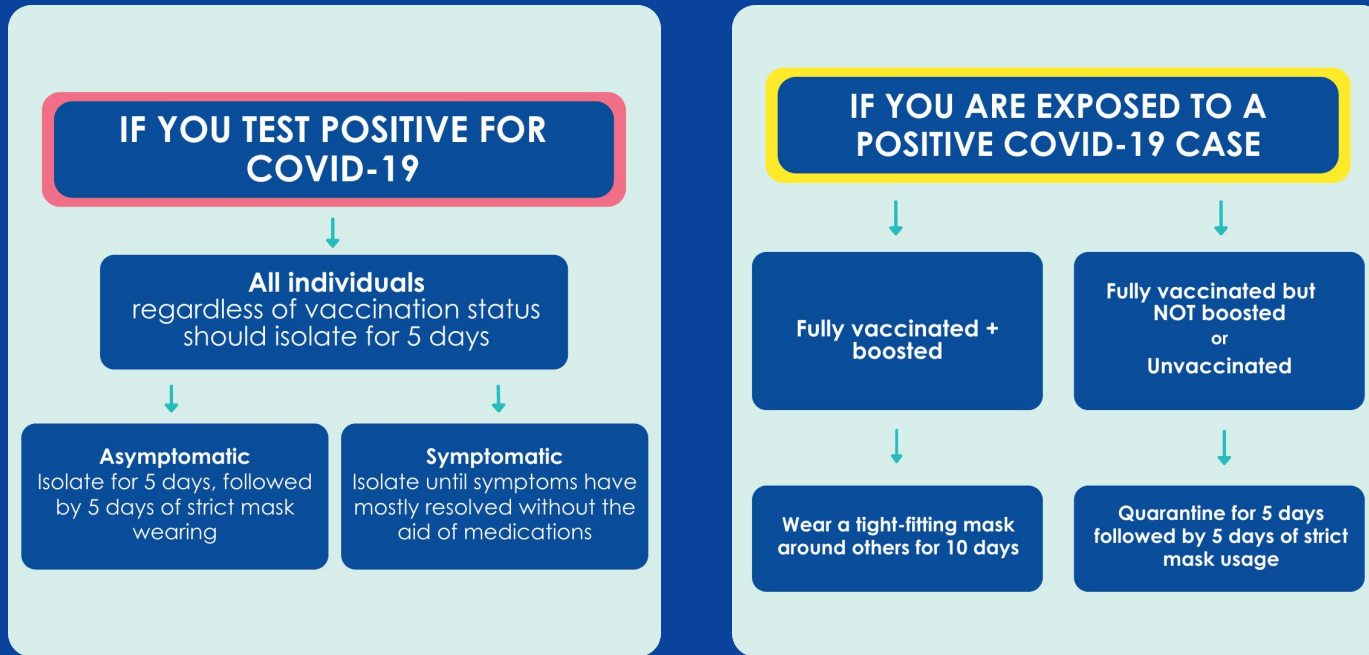 IF YOU TEST POSITIVE FOR
COVID-19
All individuals
regardless of vaccination status
should isolate for 5 days
Asymptomatic
Isolate for 5 days, followed
by 5 days of strict mask
wearing
Symptomatic
Isolate until symptoms have
mostly resolved without the
aid of medications
IF YOU ARE EXPOSED TO A
POSITIVE COVID-19 CASE
Fully vaccinated +
boosted
Wear a tight-fitting mask
around others for 10 days
Fully vaccinated but
NOT boosted
or
Unvaccinated
Quarantine for 5 days
followed by 5 days of strict
mask usage